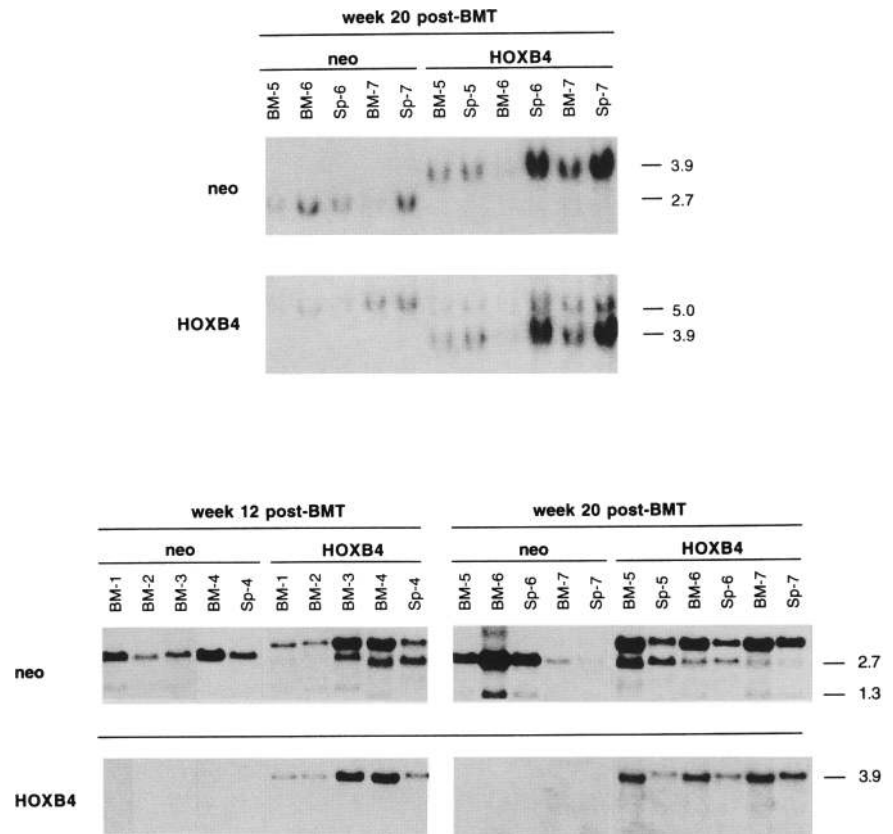 week 20 post-BMT
neo HOXB4
BM-5 BM-6 Sp-6 BM-7 Sp-7 BM-5 Sp-5 BM-6 Sp-6 BM-7 Sp-7
neo
3.9
2.7
HOXB4
5.0
3.9
week 12 post-BMT week 20 post-BMT
neo HOXB4 neo HOXB4
BM-1 BM-2 BM-3 BM-4 Sp-4 BM-1 BM-2 BM-3 BM-4 Sp-4 BM-5 BM-6 Sp-6 BM-7 Sp-7 BM-5 Sp-5 BM-6 Sp-6 BM-7 Sp-7
neo
2.7
1.3
HOXB4
3.9